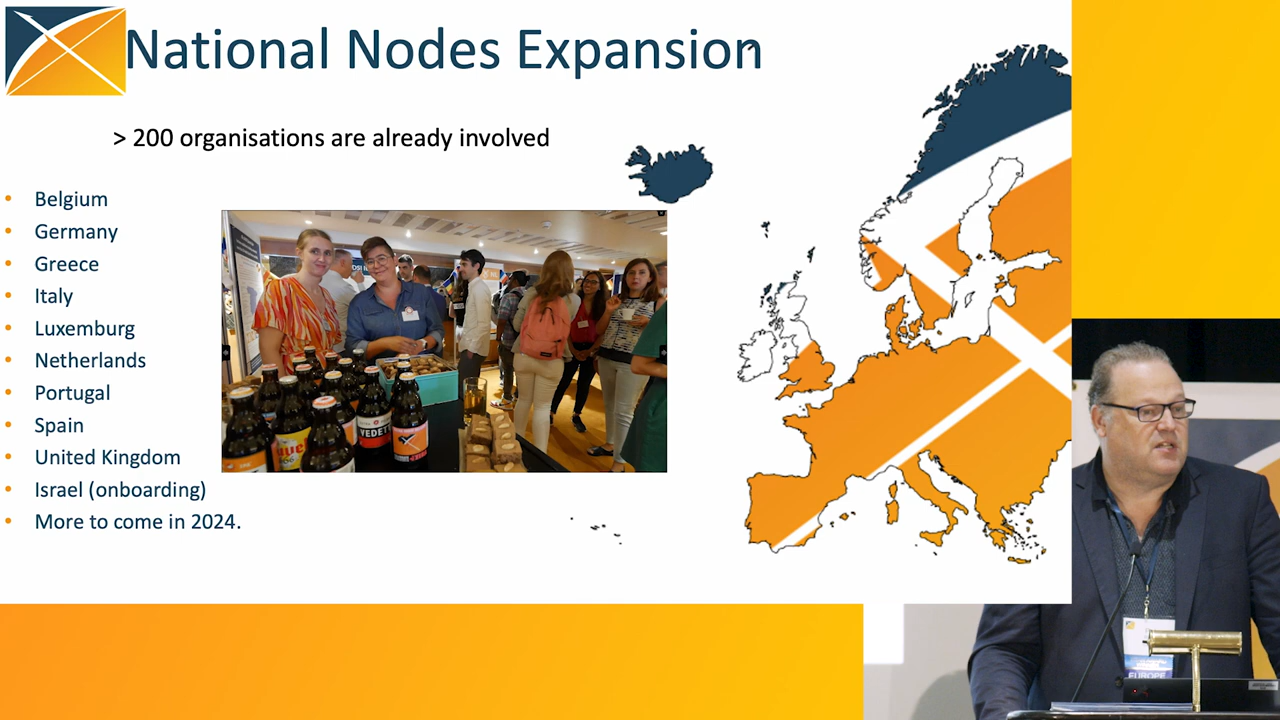 National Nodes Expansion
> 200 organisations are already involved
• Belgium
• Germany
• Greece
• Italy
• Luxemburg
• Netherlands
• Portugal
• Spain
• United Kingdom
• Israel (onboarding)
• More to come in 2024.
VEDETT
EUROPE